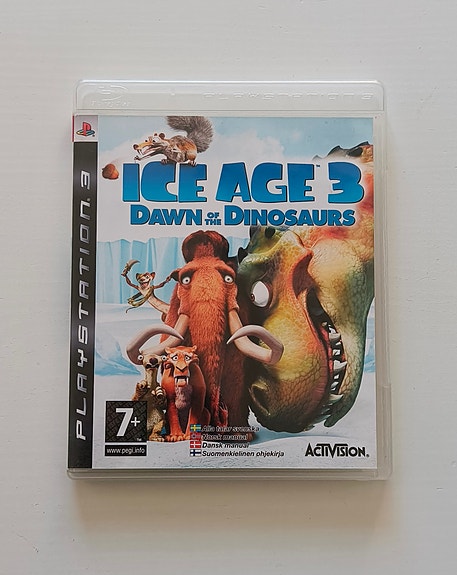 PLAYSTATION 3
ICE AGE 3™
DAWN OF THE DINOSAURS
7+
www.pegi.info
Alla talar svenska
Norsk manual
Dansk manual
Suomenkielinen ohjekirja
ACTIVISION®